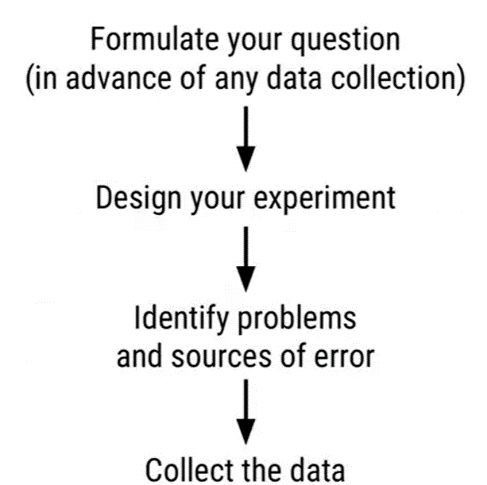 Formulate your question
(in advance of any data collection)
Design your experiment
Identify problems
and sources of error
Collect the data